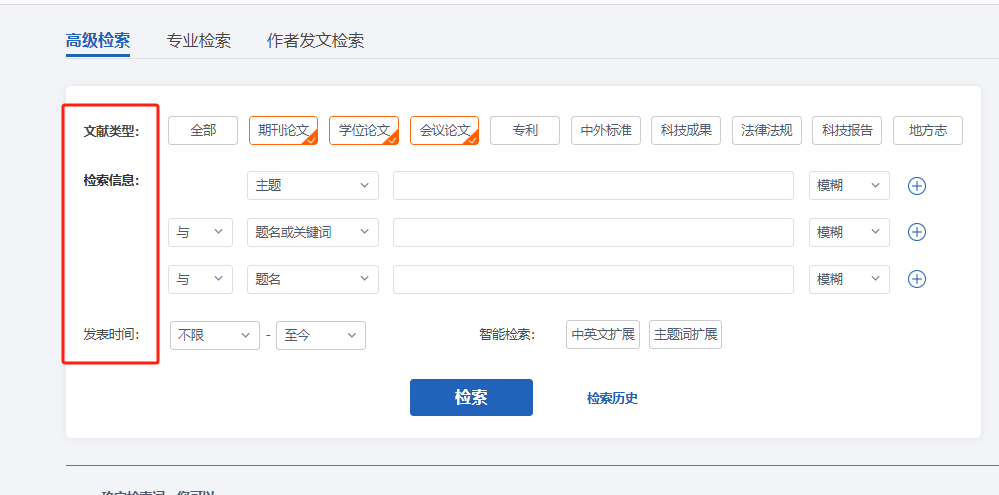 高级检索 专业检索 作者发文检索
文献类型： 全部 期刊论文 学位论文 会议论文 专利 中外标准 科技成果 法律法规 科技报告 地方志
检索信息： 主题 模糊
与 题名或关键词 模糊
与 题名 模糊
发表时间： 不限 - 至今 智能检索： 中英文扩展 主题词扩展
检索 检索历史